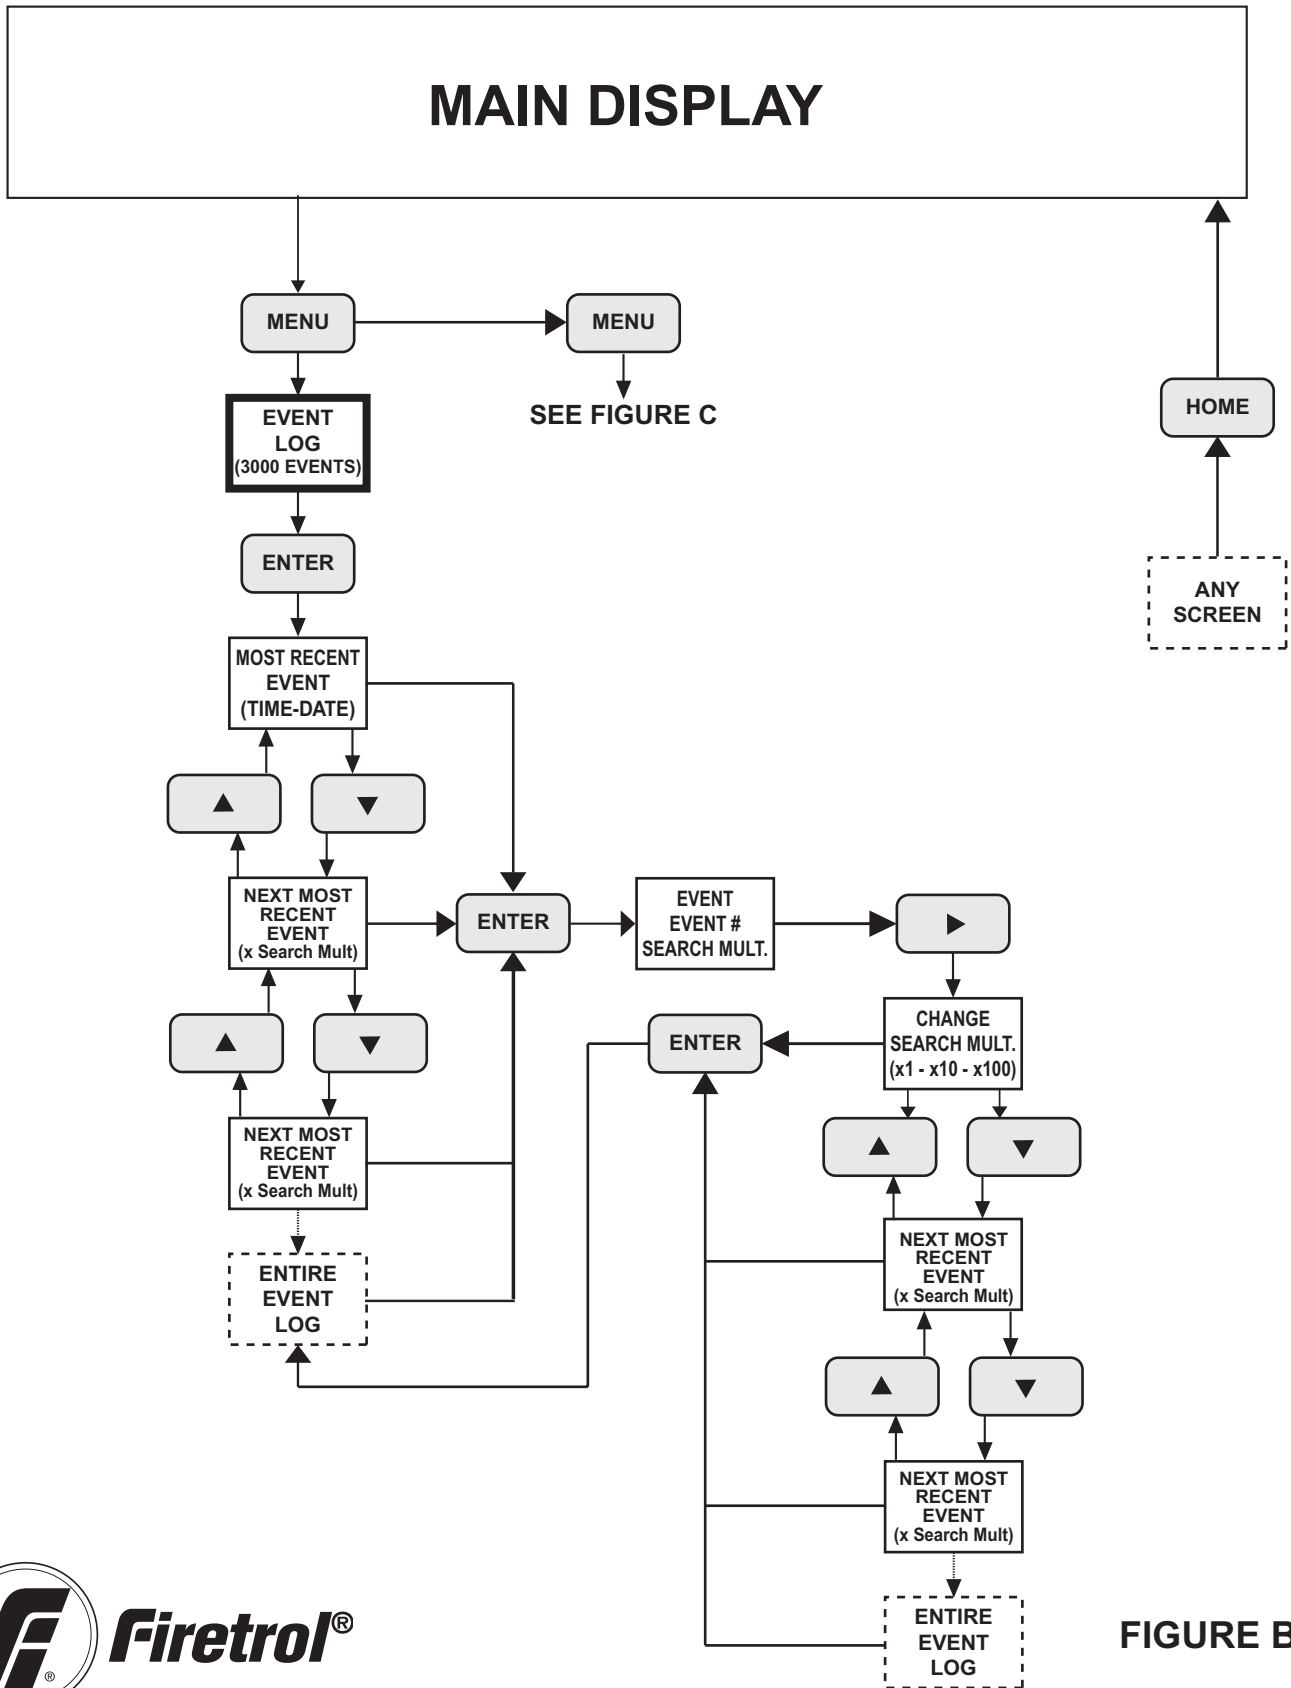 MAIN DISPLAY
MENU
MENU
SEE FIGURE C
HOME
EVENT
LOG
(3000 EVENTS)
ENTER
ANY
SCREEN
MOST RECENT
EVENT
(TIME-DATE)
▲
▼
NEXT MOST
RECENT
EVENT
(x Search Mult)
ENTER
EVENT
EVENT #
SEARCH MULT.
►
▲
▼
ENTER
CHANGE
SEARCH MULT.
(x1 - x10 - x100)
NEXT MOST
RECENT
EVENT
(x Search Mult)
▲
▼
ENTIRE
EVENT
LOG
NEXT MOST
RECENT
EVENT
(x Search Mult)
▲
▼
NEXT MOST
RECENT
EVENT
(x Search Mult)
ENTIRE
EVENT
LOG
Firetrol®
®
FIGURE B